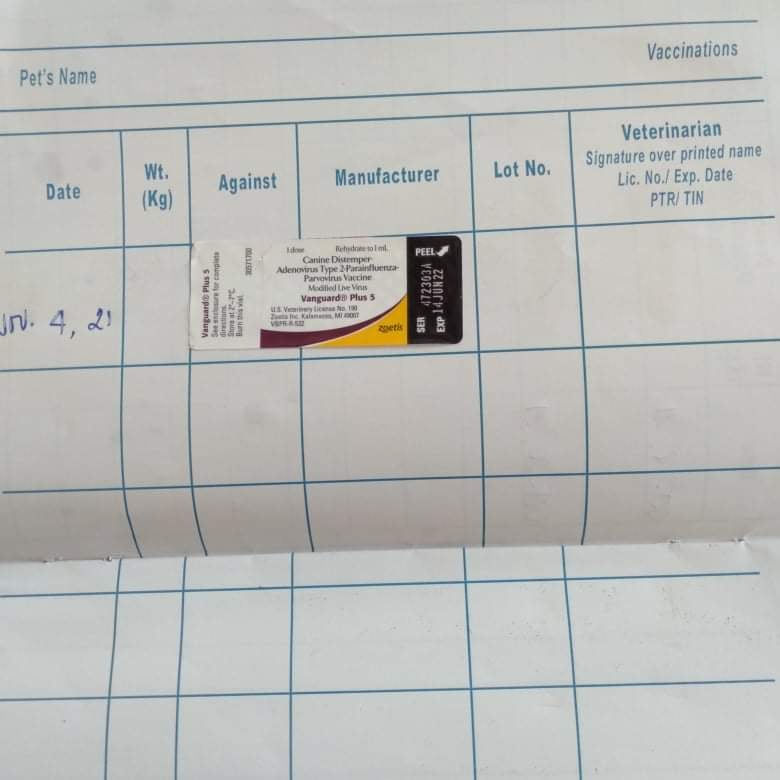 Vaccinations
Pet's Name
Date
Wt.
(Kg)
Against
Manufacturer
Lot No.
Veterinarian
Signature over printed name
Lic. No./ Exp. Date
PTR/ TIN
4, 21
Vanguard® Plus 5
See enclosure for complete
directions.
Store at 2°-7°C
Burn this vial.
30571700
1 dose Rehydrate to 1 mL
Canine Distemper-
Adenovirus Type 2-Parainfluenza-
Parvovirus Vaccine
Modified Live Virus
Vanguard® Plus 5
U.S. Veterinary License No. 190
Zoetis Inc. Kalamazoo, MI 49007
VBPR-R-522
zoetis
PEEL
SER 472303A
EXP 14JUN22